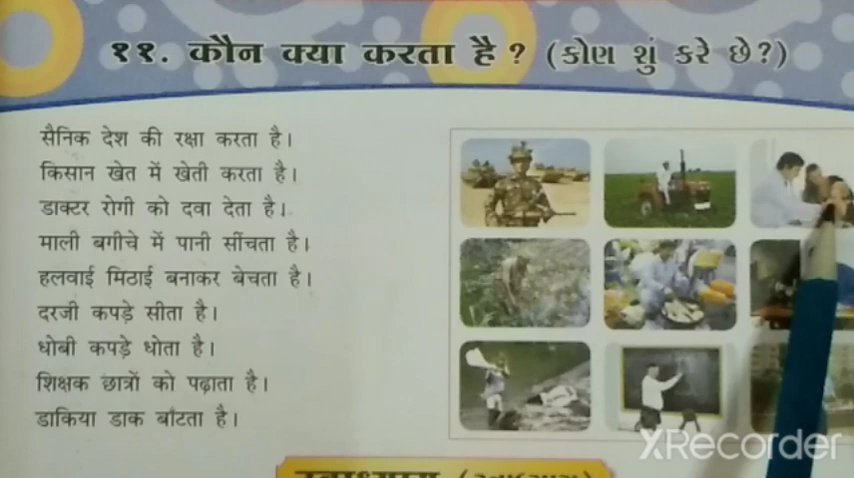 ११. कौन क्या करता है ? (કોણ શું કરે છે?)
सैनिक देश की रक्षा करता है।
किसान खेत में खेती करता है।
डाक्टर रोगी को दवा देता है।
माली बगीचे में पानी सींचता है।
हलवाई मिठाई बनाकर बेचता है।
दरजी कपड़े सीता है।
धोबी कपड़े धोता है।
शिक्षक छात्रों को पढ़ाता है।
डाकिया डाक बाँटता है।
XRecorder